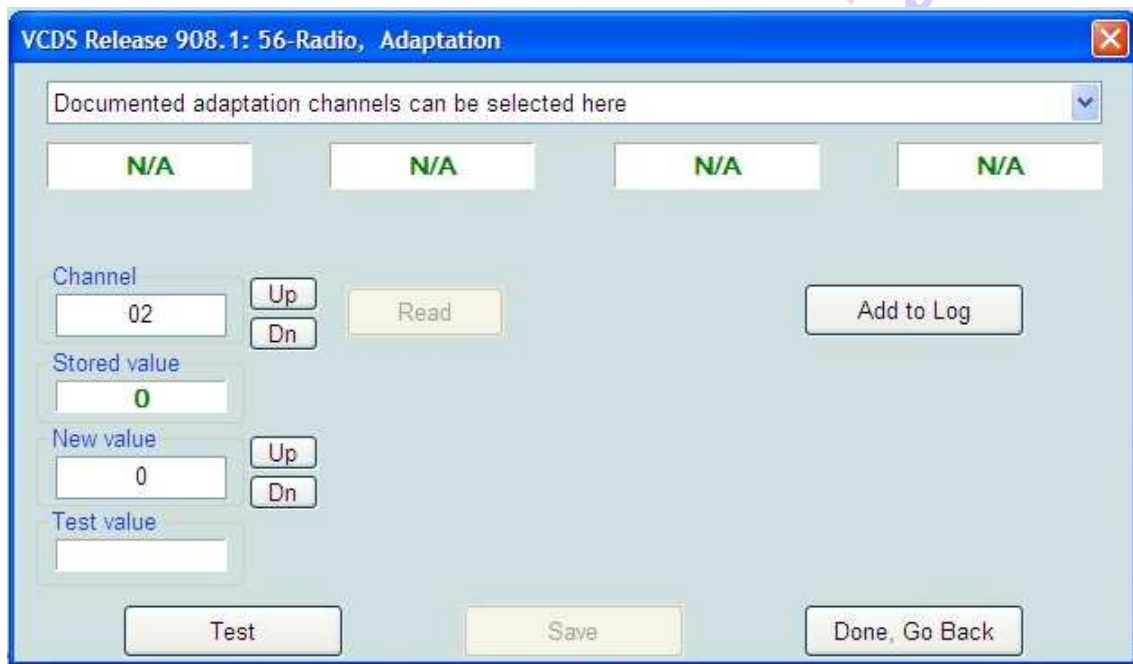 VCDS Release 908.1: 56-Radio, Adaptation
Documented adaptation channels can be selected here
N/A N/A N/A N/A
Channel
02 Up Read Add to Log
Dn
Stored value
0
New value
0 Up
Dn
Test value
Test Save Done, Go Back